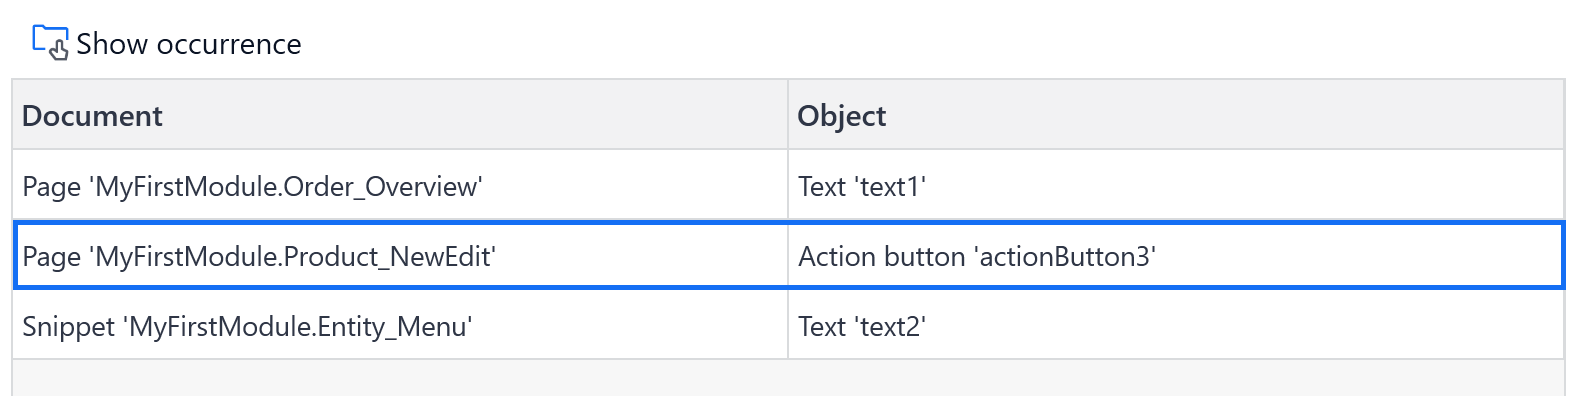 Show occurrence
Document Object
Page 'MyFirstModule.Order_Overview' Text 'text1'
Page 'MyFirstModule.Product_NewEdit' Action button 'actionButton3'
Snippet 'MyFirstModule.Entity_Menu' Text 'text2'